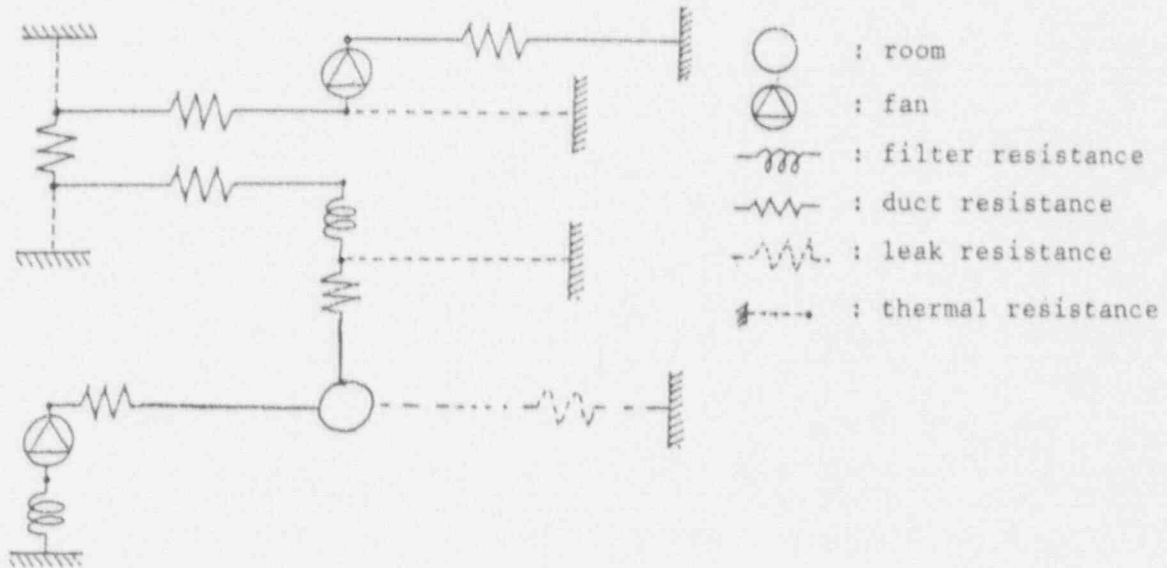 : room
: fan
: filter resistance
: duct resistance
: leak resistance
: thermal resistance